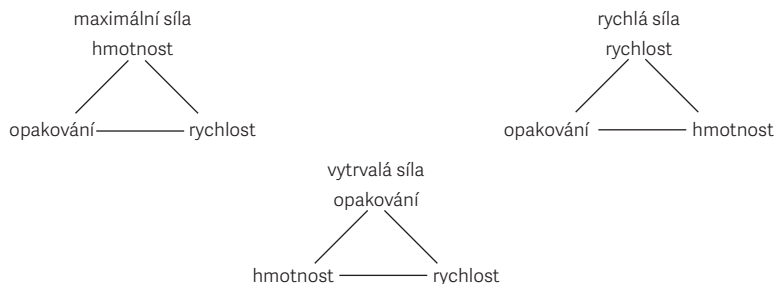 maximální síla
hmotnost
opakování rychlost
rychlá síla
rychlost
opakování hmotnost
vytrvalá síla
opakování
hmotnost rychlost